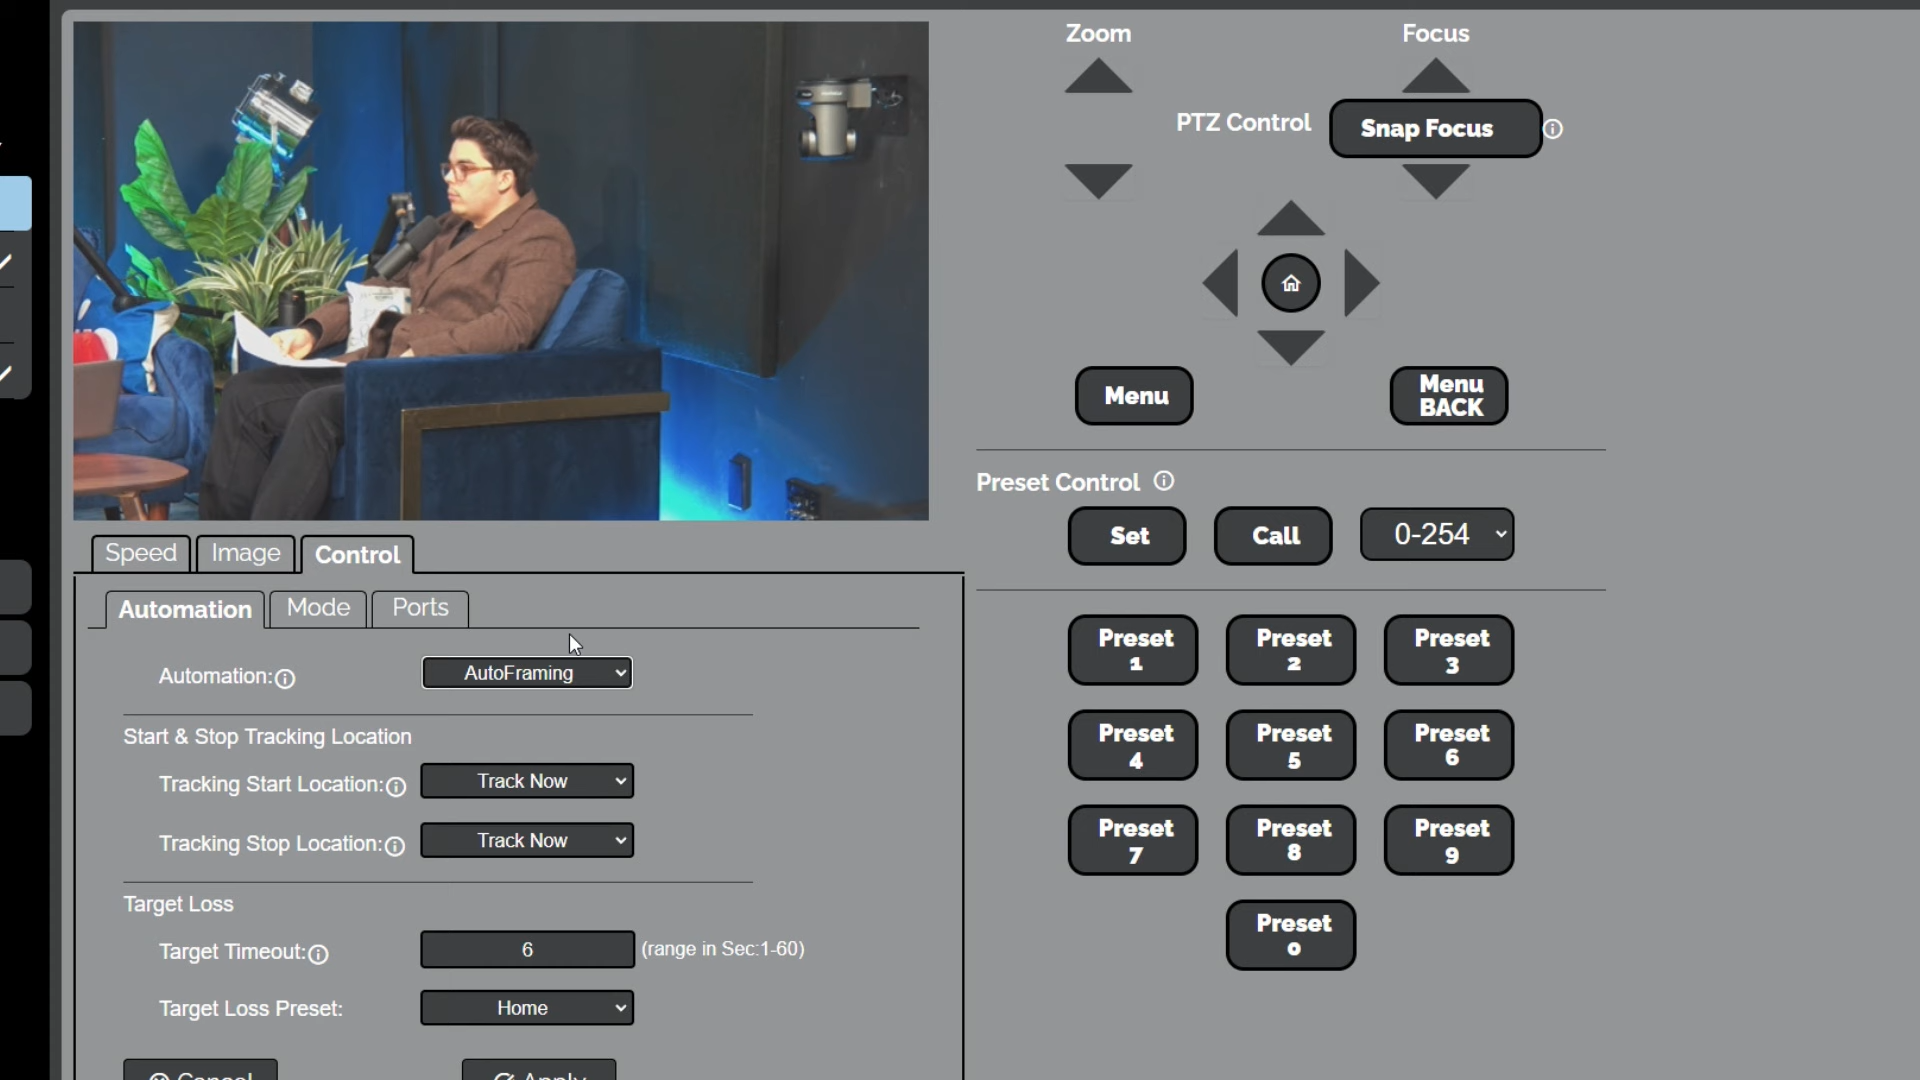 Zoom
Focus
PTZ Control
Snap Focus
Menu
Menu
BACK
Preset Control
Set
Call
0-254
Preset
1
Preset
2
Preset
3
Preset
4
Preset
5
Preset
6
Preset
7
Preset
8
Preset
9
Preset
0
Speed
Image
Control
Automation
Mode
Ports
Automation:
AutoFraming
Start & Stop Tracking Location
Tracking Start Location:
Track Now
Tracking Stop Location:
Track Now
Target Loss
Target Timeout:
6
(range in Sec:1-60)
Target Loss Preset:
Home
Cancel
Apply